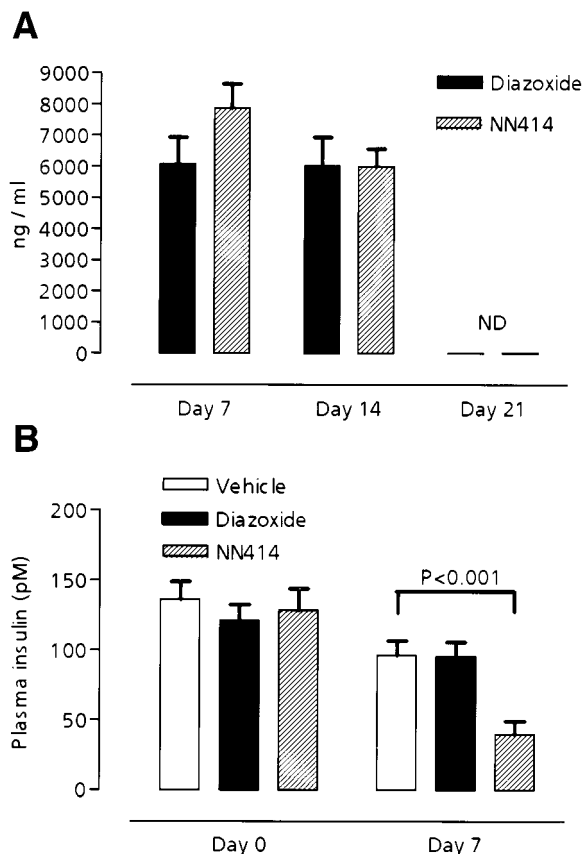 A
ng / ml
9000
8000
7000
6000
5000
4000
3000
2000
1000
0
Diazoxide
NN414
ND
Day 7
Day 14
Day 21
B
Plasma insulin (pM)
200
150
100
50
0
Vehicle
Diazoxide
NN414
P<0.001
Day 0
Day 7